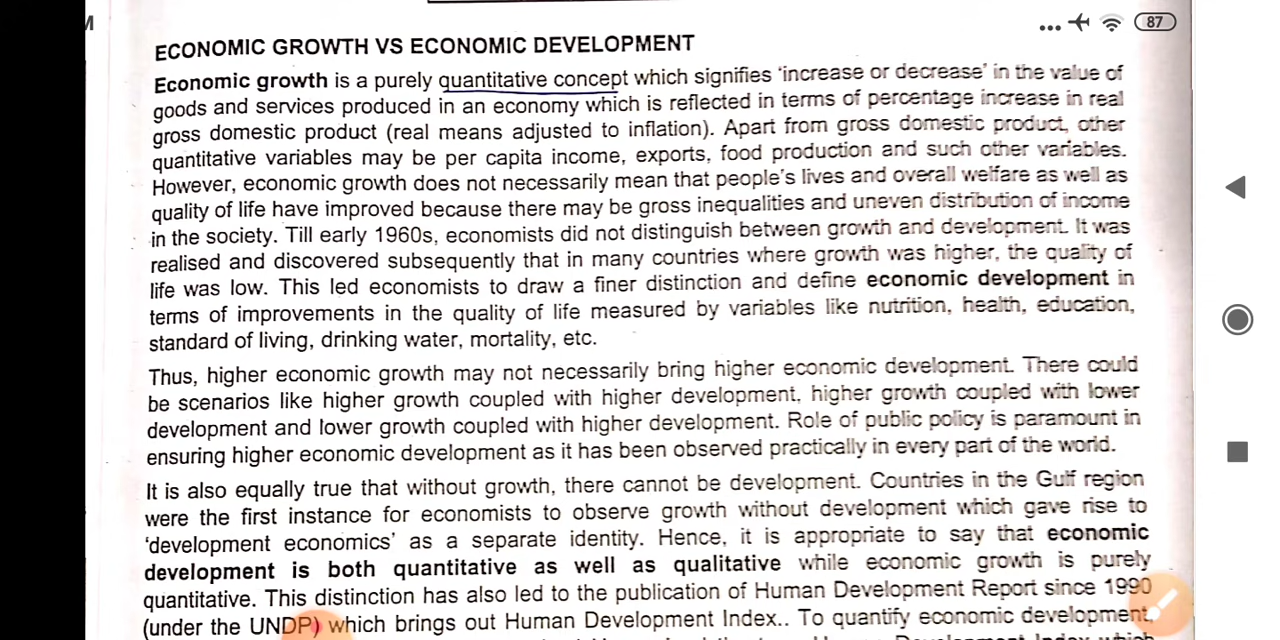 M
... 87
ECONOMIC GROWTH VS ECONOMIC DEVELOPMENT
Economic growth is a purely quantitative concept which signifies 'increase or decrease' in the value of
goods and services produced in an economy which is reflected in terms of percentage increase in real
gross domestic product (real means adjusted to inflation). Apart from gross domestic product, other
quantitative variables may be per capita income, exports, food production and such other variables.
However, economic growth does not necessarily mean that people's lives and overall welfare as well as
quality of life have improved because there may be gross inequalities and uneven distribution of income
in the society. Till early 1960s, economists did not distinguish between growth and development. It was
realised and discovered subsequently that in many countries where growth was higher, the quality of
life was low. This led economists to draw a finer distinction and define economic development in
terms of improvements in the quality of life measured by variables like nutrition, health, education,
standard of living, drinking water, mortality, etc.
Thus, higher economic growth may not necessarily bring higher economic development. There could
be scenarios like higher growth coupled with higher development, higher growth coupled with lower
development and lower growth coupled with higher development. Role of public policy is paramount in
ensuring higher economic development as it has been observed practically in every part of the world.
It is also equally true that without growth, there cannot be development. Countries in the Gulf region
were the first instance for economists to observe growth without development which gave rise to
'development economics' as a separate identity. Hence, it is appropriate to say that economic
development is both quantitative as well as qualitative while economic growth is purely
quantitative. This distinction has also led to the publication of Human Development Report since 1990
(under the UNDP) which brings out Human Development Index.. To quantify economic development,